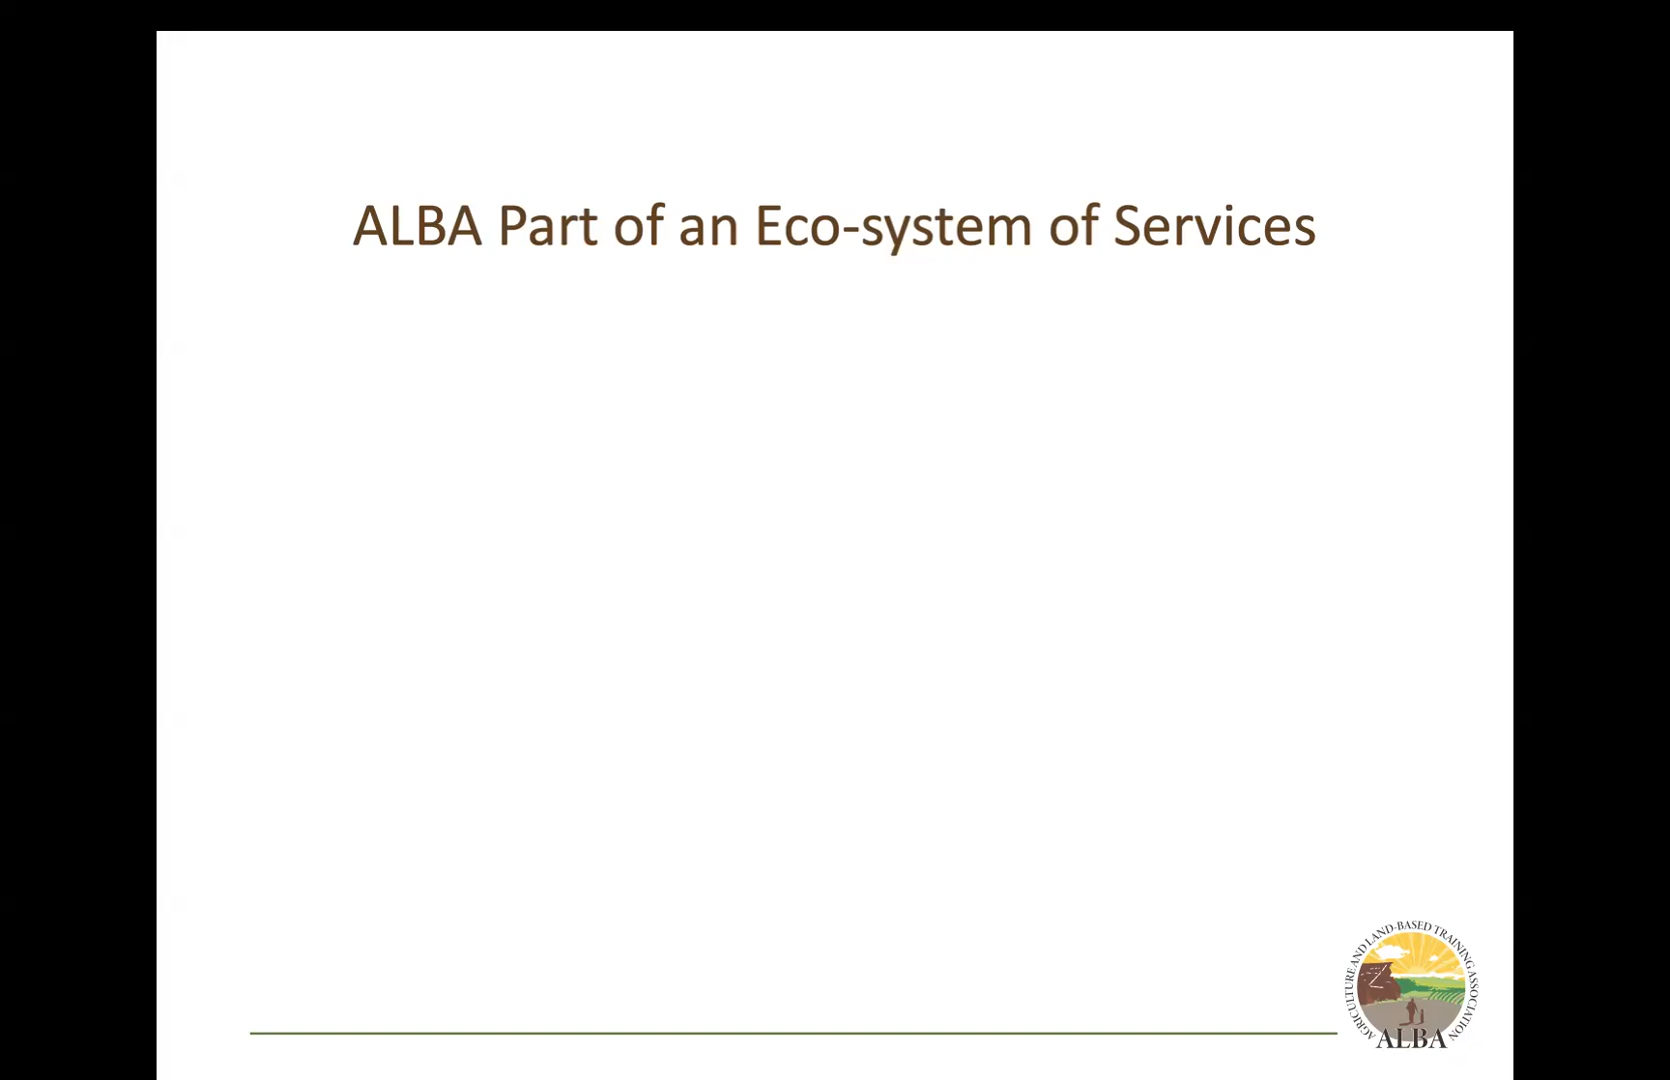 ALBA Part of an Eco-system of Services
AGRICULTURE AND LAND-BASED TRAINING ASSOCIATION
ALBA